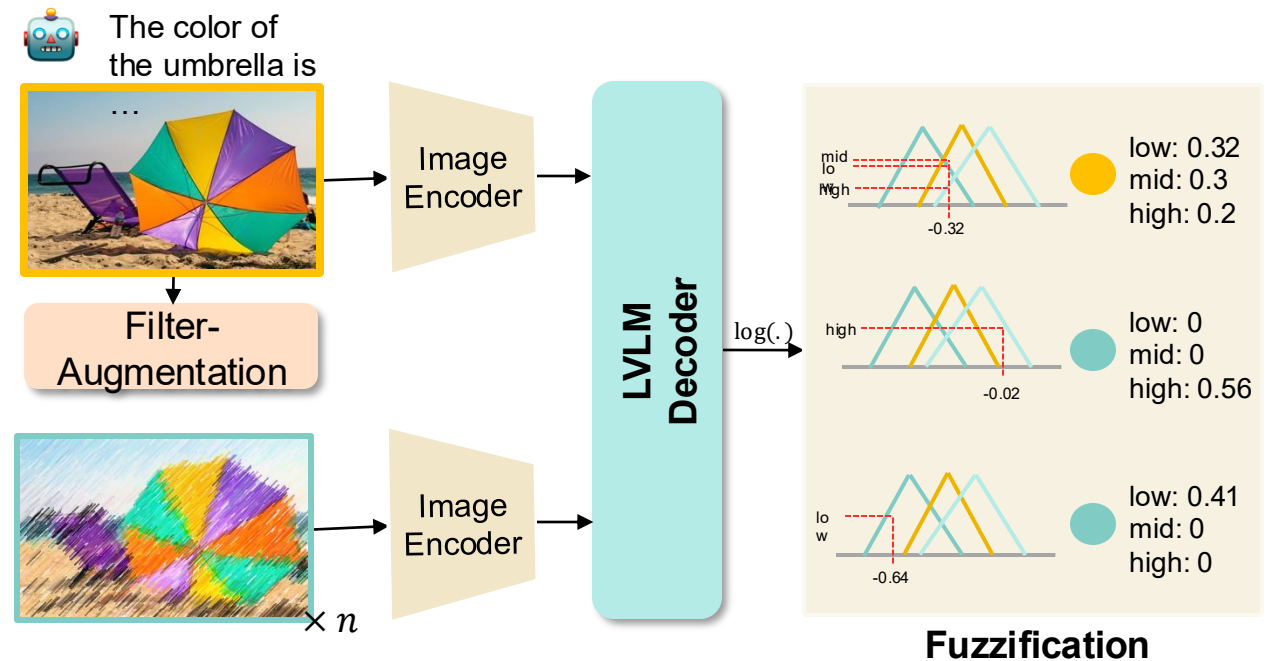 The color of
the umbrella is
...
Image
Encoder
Filter-
Augmentation
Image
Encoder
× n
LVLM
Decoder
log(.)
mid
lo
w
high
-0.32
low: 0.32
mid: 0.3
high: 0.2
high
-0.02
low: 0
mid: 0
high: 0.56
lo
w
-0.64
low: 0.41
mid: 0
high: 0
Fuzzification